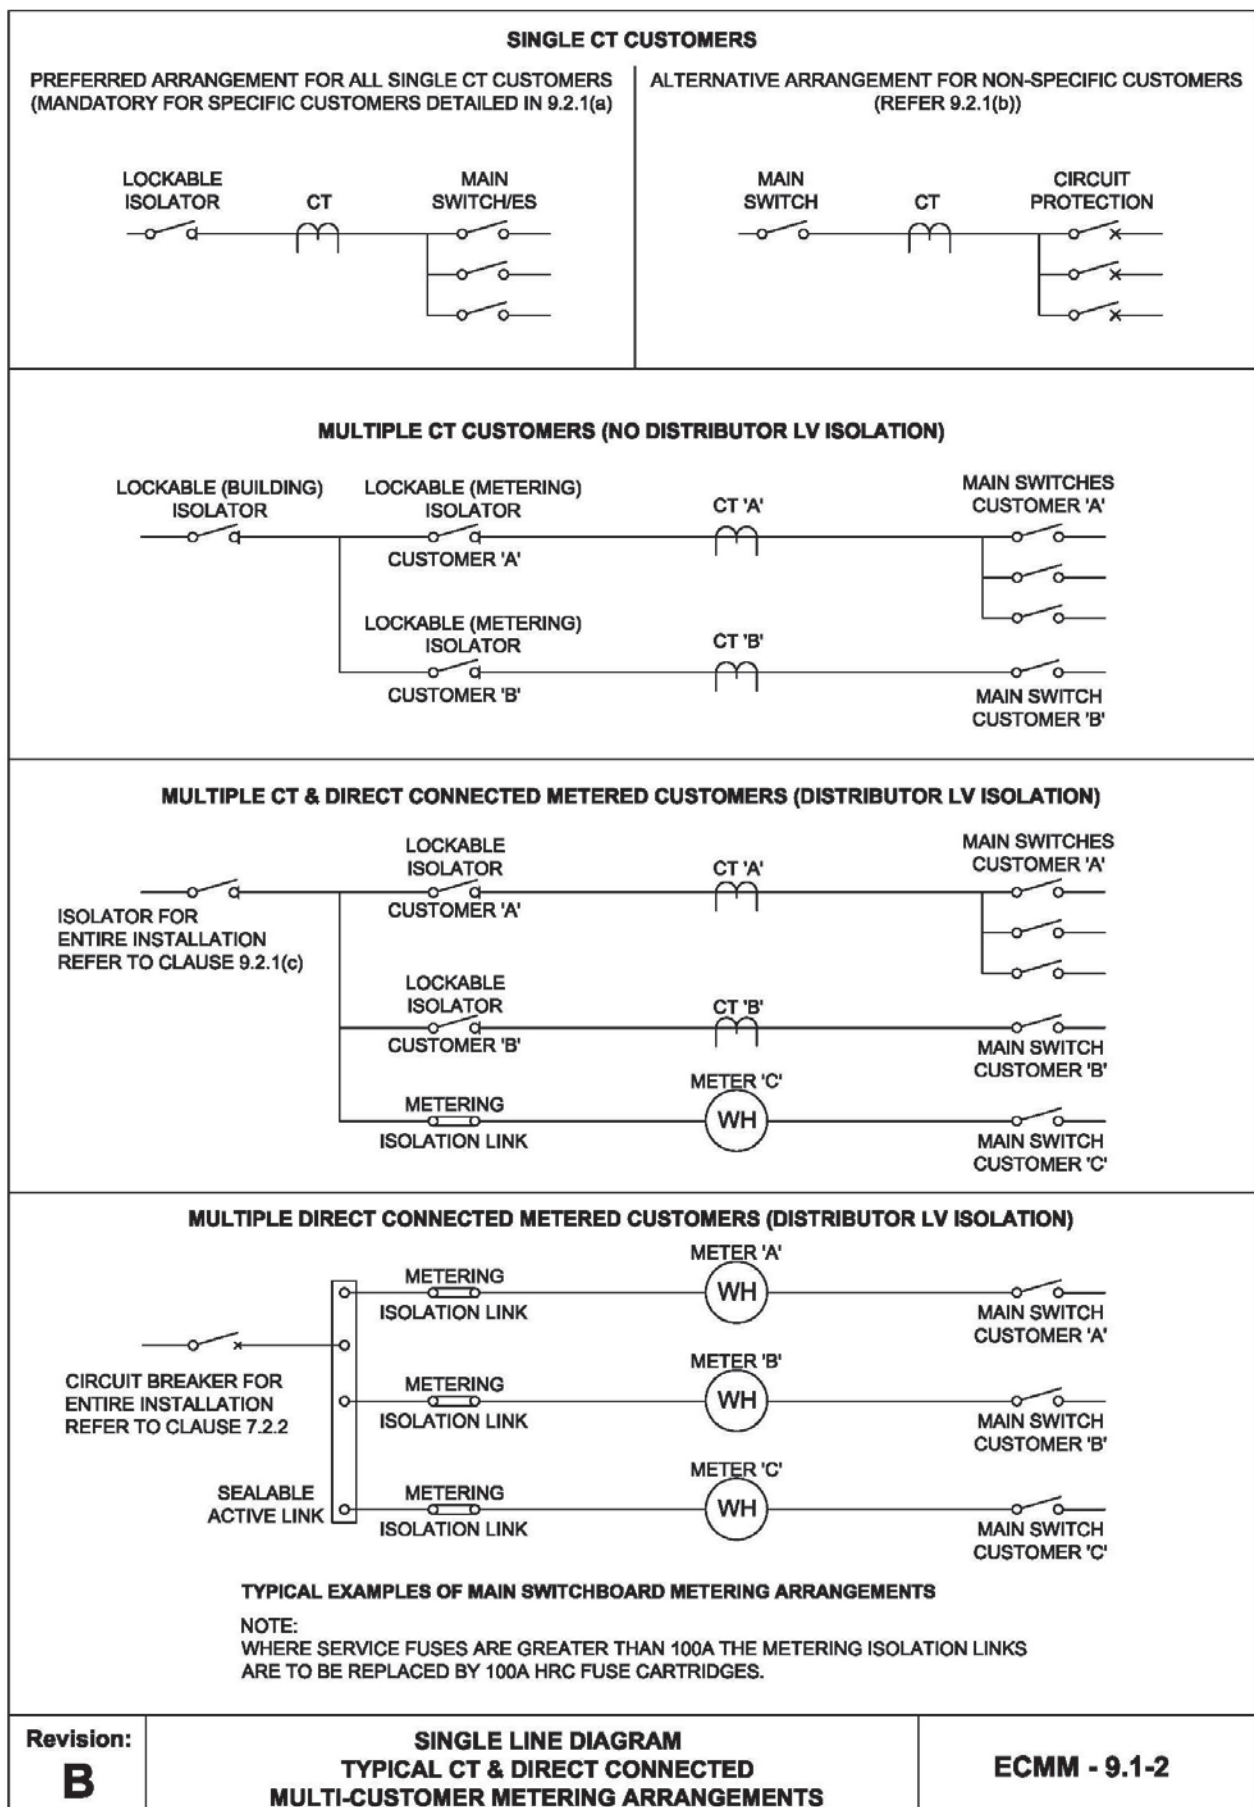 SINGLE CT CUSTOMERS
PREFERRED ARRANGEMENT FOR ALL SINGLE CT CUSTOMERS
(MANDATORY FOR SPECIFIC CUSTOMERS DETAILED IN 9.2.1(a)
ALTERNATIVE ARRANGEMENT FOR NON-SPECIFIC CUSTOMERS
(REFER 9.2.1(b))
LOCKABLE
ISOLATOR
CT
MAIN
SWITCH/ES
MAIN
SWITCH
CT
CIRCUIT
PROTECTION
MULTIPLE CT CUSTOMERS (NO DISTRIBUTOR LV ISOLATION)
LOCKABLE (BUILDING)
ISOLATOR
LOCKABLE (METERING)
ISOLATOR
CUSTOMER 'A'
CT 'A'
MAIN SWITCHES
CUSTOMER 'A'
LOCKABLE (METERING)
ISOLATOR
CUSTOMER 'B'
CT 'B'
MAIN SWITCH
CUSTOMER 'B'
MULTIPLE CT & DIRECT CONNECTED METERED CUSTOMERS (DISTRIBUTOR LV ISOLATION)
ISOLATOR FOR
ENTIRE INSTALLATION
REFER TO CLAUSE 9.2.1(c)
LOCKABLE
ISOLATOR
CUSTOMER 'A'
CT 'A'
MAIN SWITCHES
CUSTOMER 'A'
LOCKABLE
ISOLATOR
CUSTOMER 'B'
CT 'B'
MAIN SWITCH
CUSTOMER 'B'
METERING
ISOLATION LINK
METER 'C'
WH
MAIN SWITCH
CUSTOMER 'C'
MULTIPLE DIRECT CONNECTED METERED CUSTOMERS (DISTRIBUTOR LV ISOLATION)
METERING
ISOLATION LINK
METER 'A'
WH
MAIN SWITCH
CUSTOMER 'A'
CIRCUIT BREAKER FOR
ENTIRE INSTALLATION
REFER TO CLAUSE 7.2.2
METERING
ISOLATION LINK
METER 'B'
WH
MAIN SWITCH
CUSTOMER 'B'
SEALABLE
ACTIVE LINK
METERING
ISOLATION LINK
METER 'C'
WH
MAIN SWITCH
CUSTOMER 'C'
TYPICAL EXAMPLES OF MAIN SWITCHBOARD METERING ARRANGEMENTS
NOTE:
WHERE SERVICE FUSES ARE GREATER THAN 100A THE METERING ISOLATION LINKS
ARE TO BE REPLACED BY 100A HRC FUSE CARTRIDGES.
Revision:
B
SINGLE LINE DIAGRAM
TYPICAL CT & DIRECT CONNECTED
MULTI-CUSTOMER METERING ARRANGEMENTS
ECMM - 9.1-2